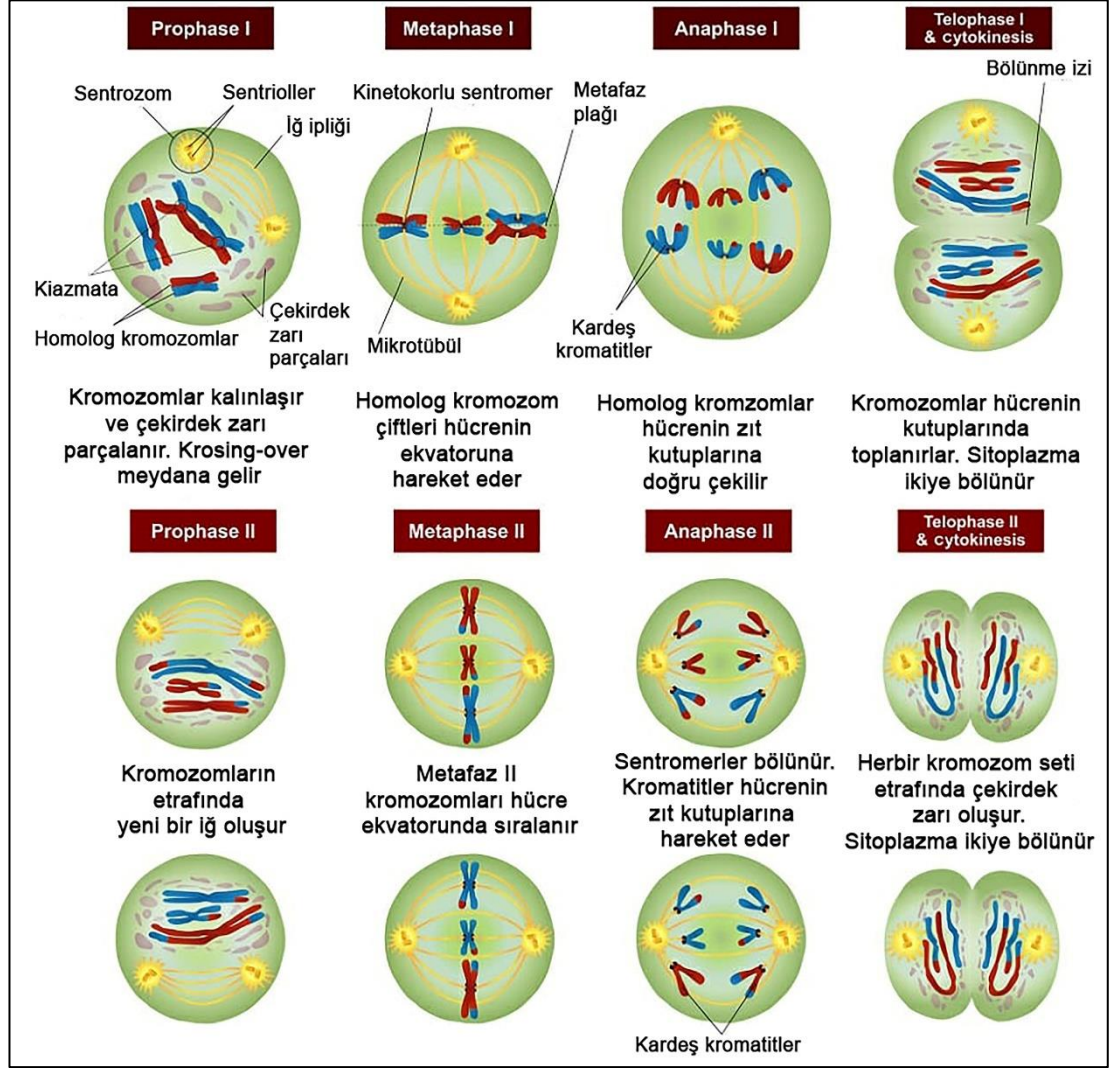 Prophase I
Metaphase I
Anaphase I
Telophase I
& cytokinesis
Bölünme izi
Sentrozom
Sentrioller
İğ ipliği
Kinetokorlu sentromer
Metafaz
plağı
Kiazmata
Homolog kromozomlar
Çekirdek
zarı
parçaları
Mikrotübül
Kardeş
kromatitler
Kromozomlar kalınlaşır
ve çekirdek zarı
parçalanır. Krosing-over
meydana gelir
Homolog kromozom
çiftleri hücrenin
ekvatoruna
hareket eder
Homolog kromzomlar
hücrenin zıt
kutuplarına
doğru çekilir
Kromozomlar hücrenin
kutuplarında
toplanırlar. Sitoplazma
ikiye bölünür
Prophase II
Metaphase II
Anaphase II
Telophase II
& cytokinesis
Kromozomların
etrafında
yeni bir iğ oluşur
Metafaz II
kromozomları hücre
ekvatorunda sıralanır
Sentromerler bölünür.
Kromatitler hücrenin
zıt kutuplarına
hareket eder
Herbir kromozom seti
etrafında çekirdek
zarı oluşur.
Sitoplazma ikiye bölünür
Kardeş kromatitler